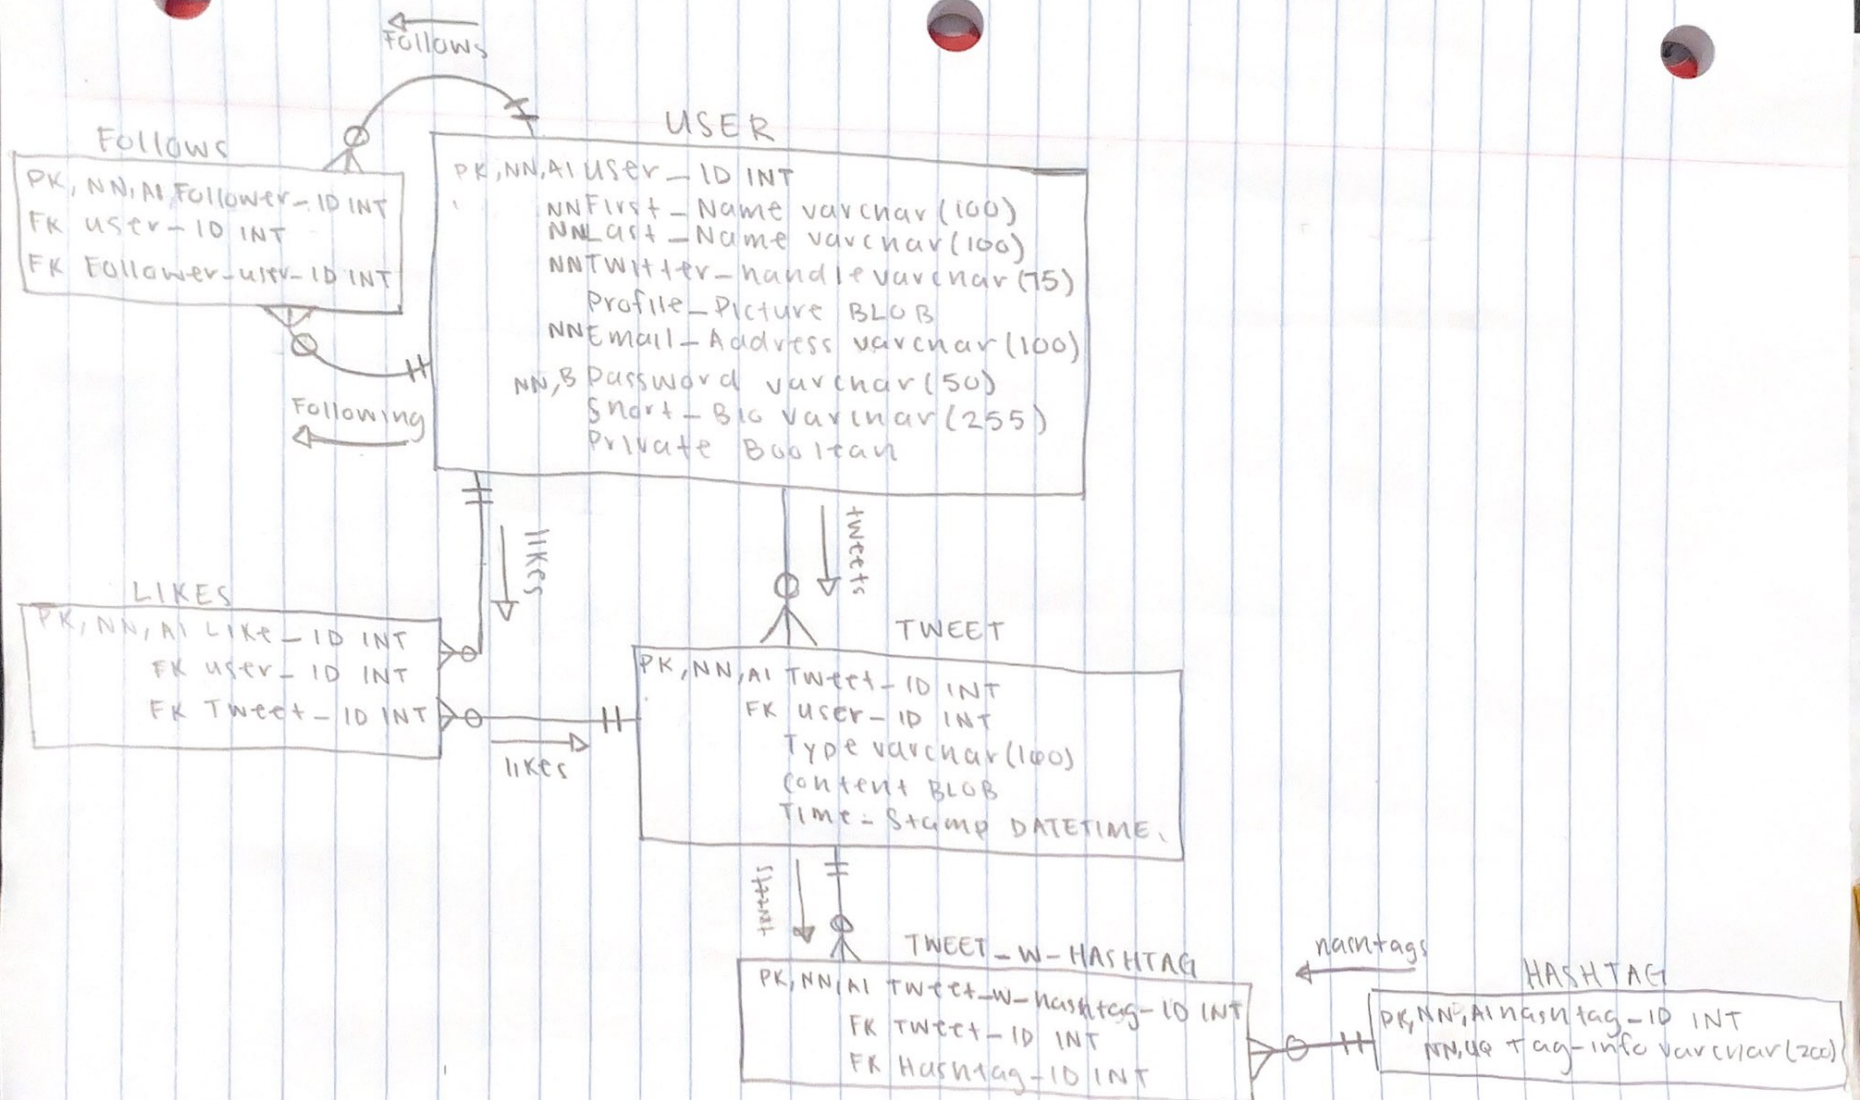 Follows
USER
Follows
PK, NN, AI Follower_ID INT
FK user_ID INT
FK Follower_user_ID INT
PK, NN, AI user_ID INT
NN First_Name varchar(100)
NN Last_Name varchar(100)
NN Twitter_handle varchar(75)
Profile_Picture BLOB
NN Email_Address varchar(100)
NN, B Password varchar(50)
Short_Bio varchar(255)
Private Boolean
Following
likes
tweets
LIKES
PK, NN, AI Like_ID INT
FK user_ID INT
FK Tweet_ID INT
likes
TWEET
PK, NN, AI Tweet_ID INT
FK user_ID INT
Type varchar(100)
Content BLOB
Time_Stamp DATETIME
tweets
TWEET_W_HASHTAG
PK, NN, AI Tweet_w_hashtag_ID INT
FK Tweet_ID INT
FK Hashtag_ID INT
hashtags
HASHTAG
PK, NN, AI hashtag_ID INT
NN, UQ Tag_info varchar(200)